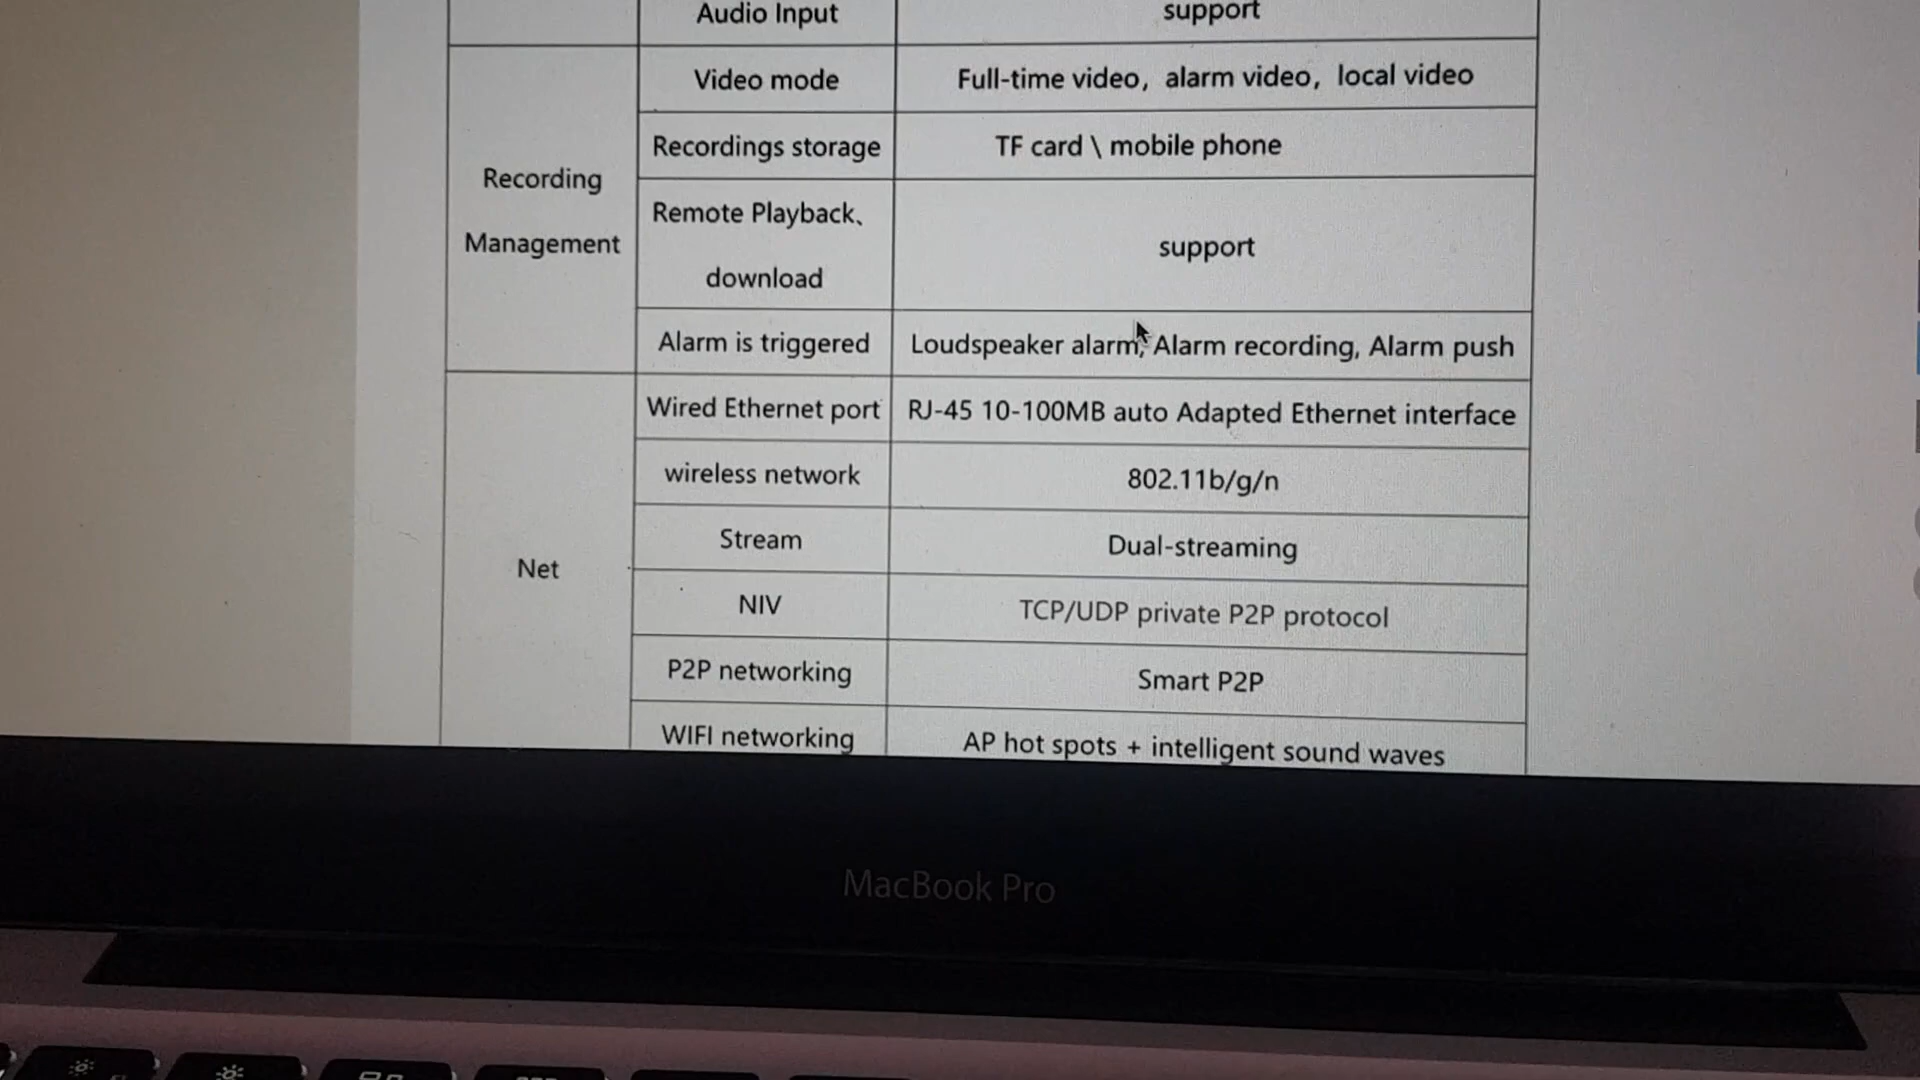 Audio Input support
Video mode Full-time video, alarm video, local video
Recordings storage TF card \ mobile phone
Recording
Management
Remote Playback、
download
support
Alarm is triggered Loudspeaker alarm, Alarm recording, Alarm push
Net
Wired Ethernet port RJ-45 10-100MB auto Adapted Ethernet interface
wireless network 802.11b/g/n
Stream Dual-streaming
NIV TCP/UDP private P2P protocol
P2P networking Smart P2P
WIFI networking AP hot spots + intelligent sound waves
MacBook Pro